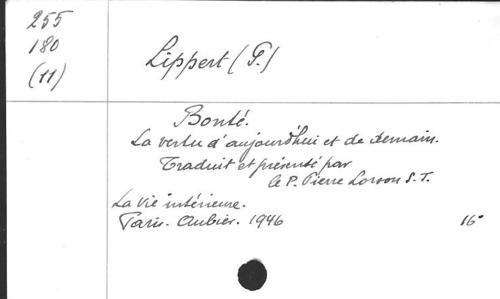 255
180
(11)
Lippert (P.)
Bonté.
La vertu d'aujourd'hui et de demain.
Traduit et présenté par
le P. Pierre Lorson S.J.
La vie intérieure.
Paris. Aubier. 1946
16°